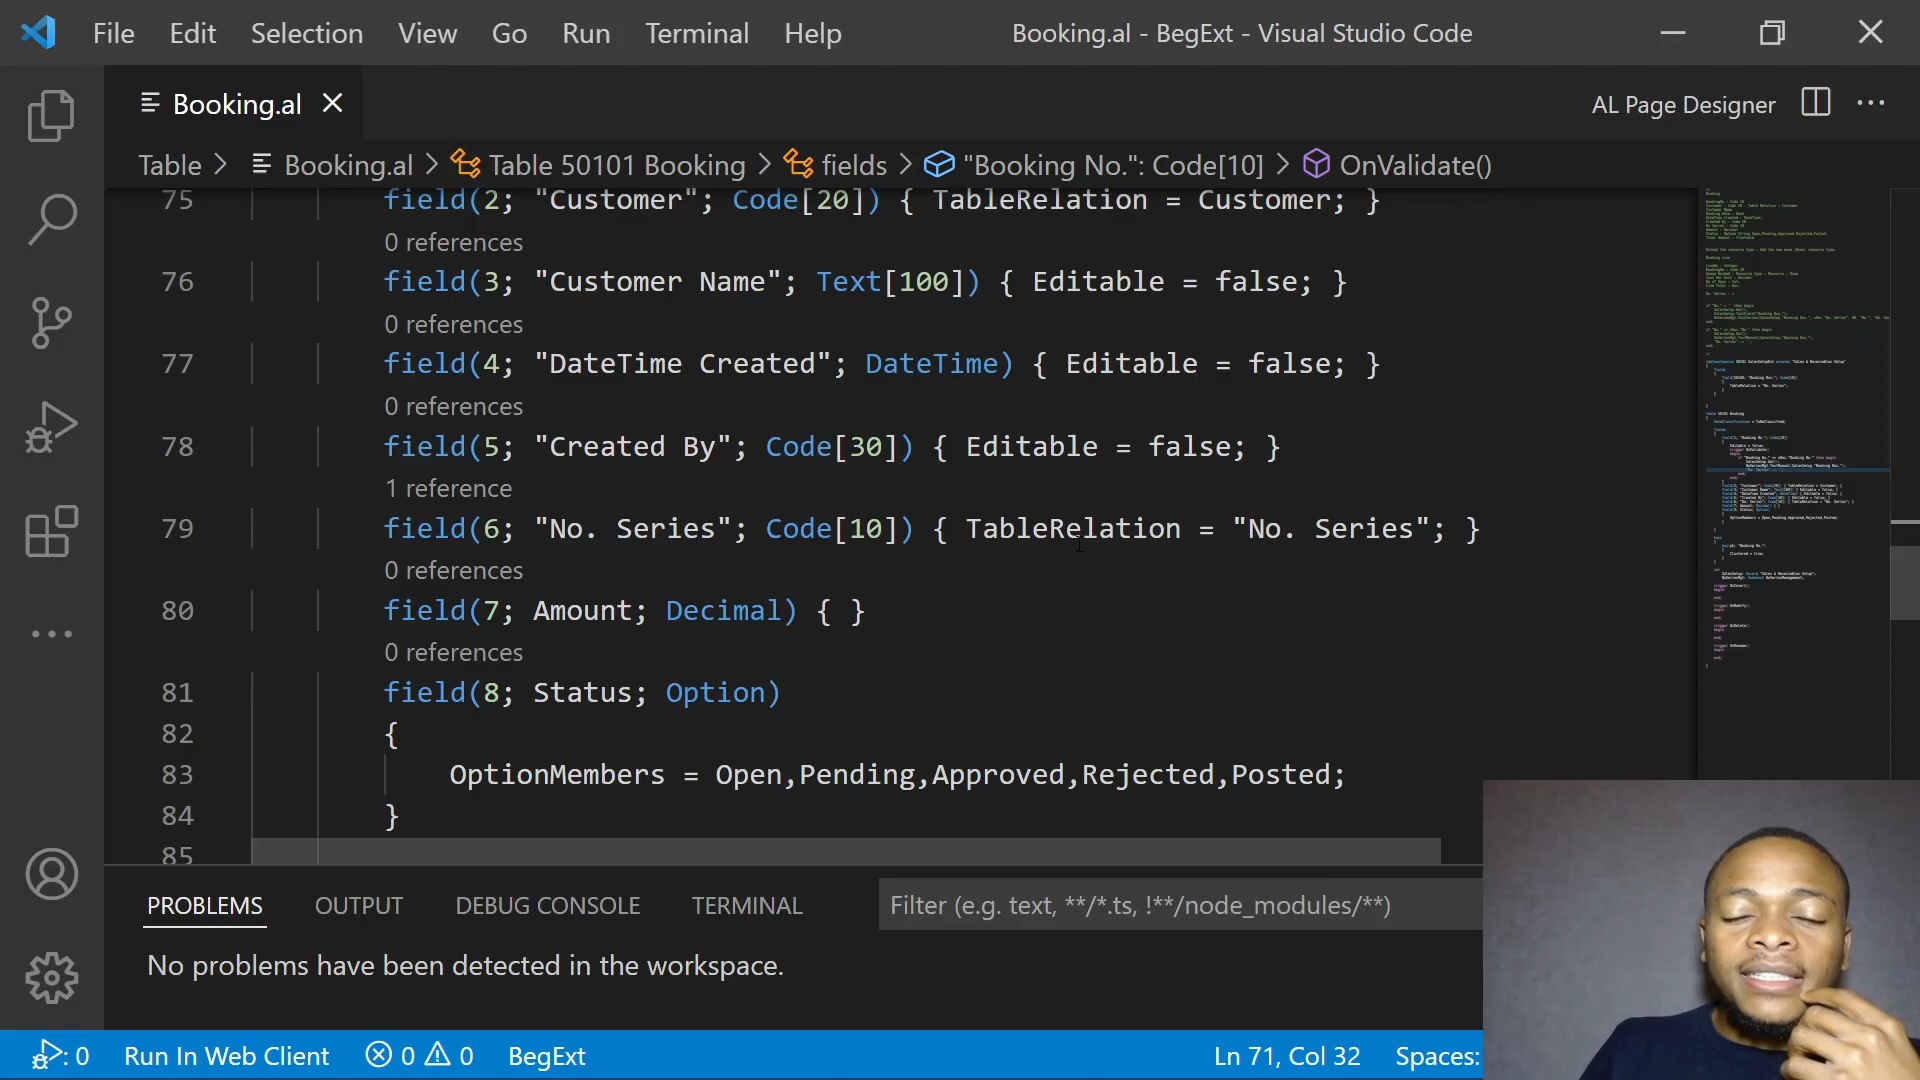 File Edit Selection View Go Run Terminal Help Booking.al - BegExt - Visual Studio Code
Booking.al AL Page Designer
Table > Booking.al > Table 50101 Booking > fields > "Booking No.": Code[10] > OnValidate()
75 field(2; "Customer"; Code[20]) { TableRelation = Customer; }
0 references
76 field(3; "Customer Name"; Text[100]) { Editable = false; }
0 references
77 field(4; "DateTime Created"; DateTime) { Editable = false; }
0 references
78 field(5; "Created By"; Code[30]) { Editable = false; }
1 reference
79 field(6; "No. Series"; Code[10]) { TableRelation = "No. Series"; }
0 references
80 field(7; Amount; Decimal) { }
0 references
81 field(8; Status; Option)
82 {
83 OptionMembers = Open,Pending,Approved,Rejected,Posted;
84 }
85
PROBLEMS OUTPUT DEBUG CONSOLE TERMINAL Filter (e.g. text, **/*.ts, !**/node_modules/**)
No problems have been detected in the workspace.
: 0 Run In Web Client 0 0 BegExt Ln 71, Col 32 Spaces: